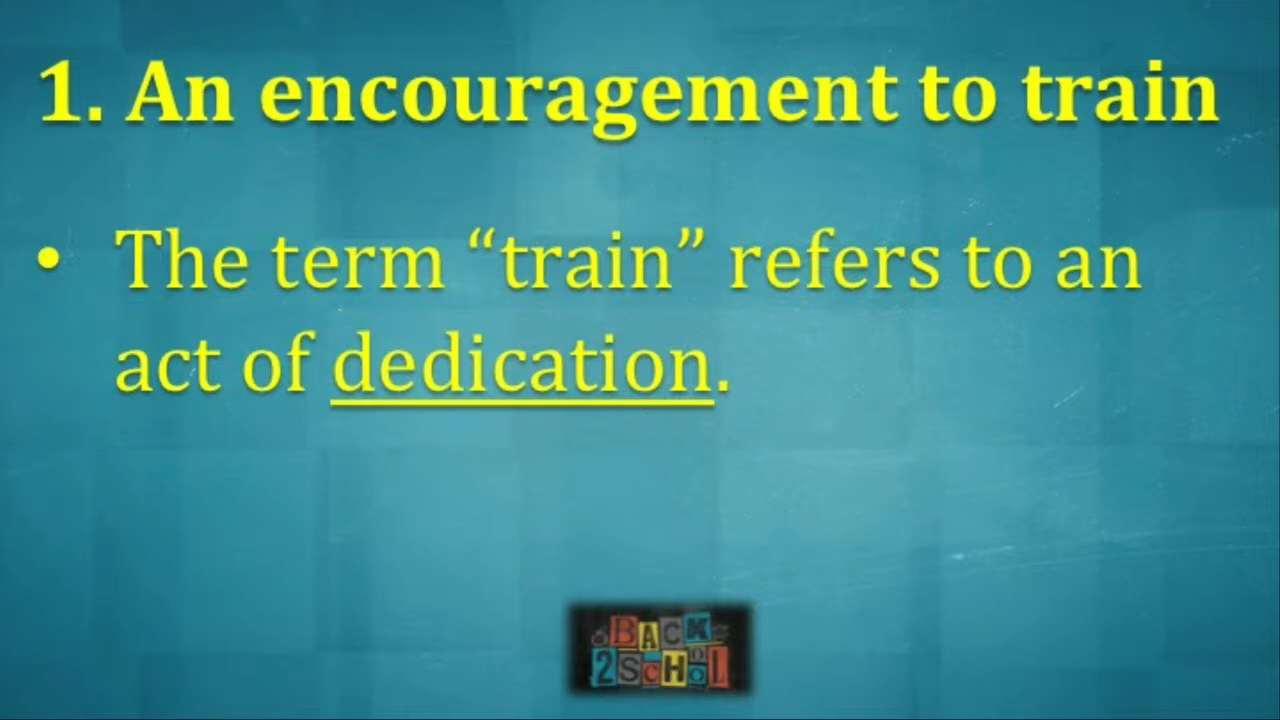 1. An encouragement to train
• The term “train” refers to an
act of dedication.
BACK
2SCHOOL